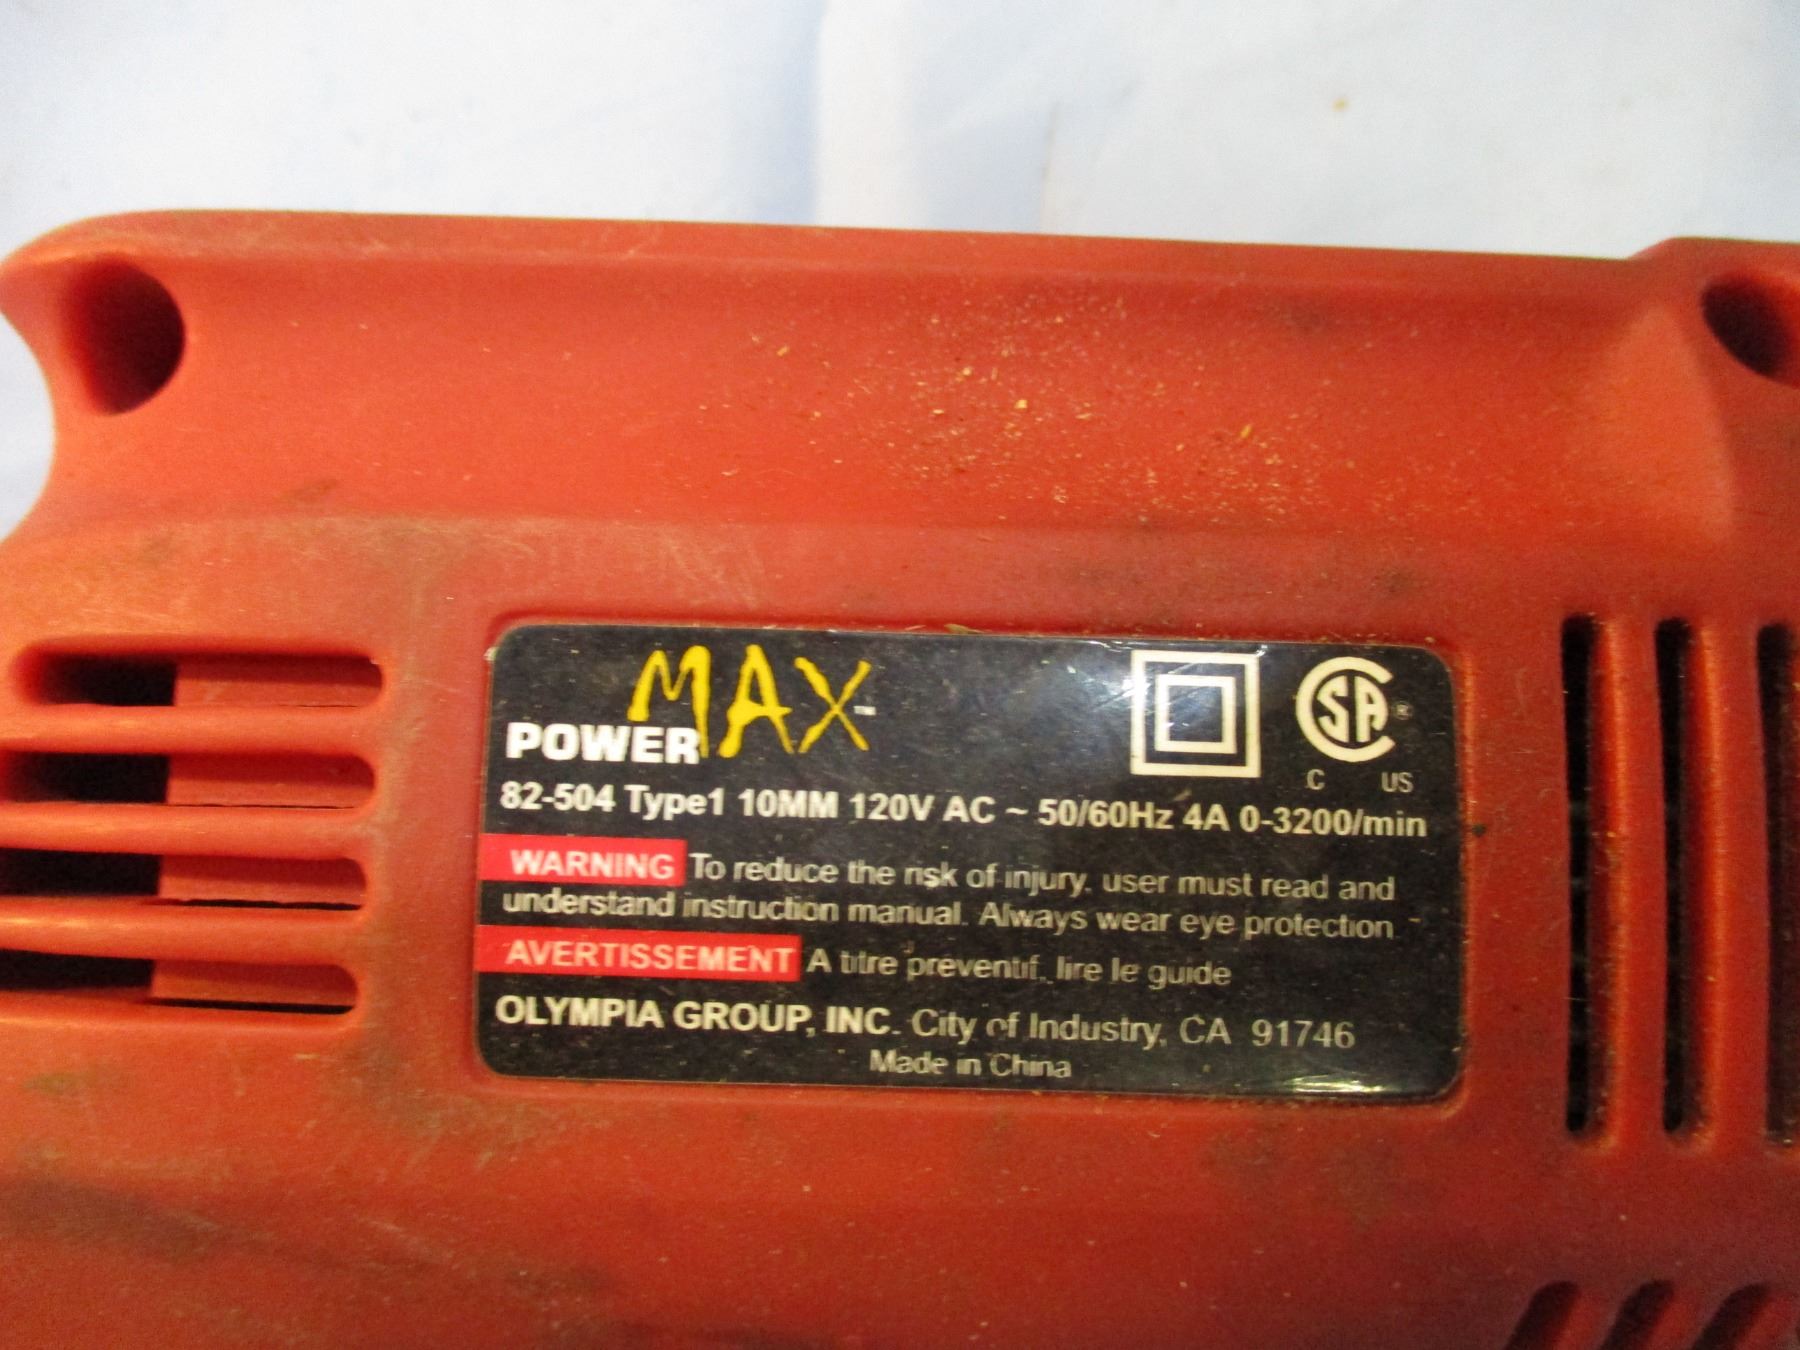 POWER MAX™
CSA®
C US
82-504 Type1 10MM 120V AC ~ 50/60Hz 4A 0-3200/min
WARNING To reduce the risk of injury, user must read and
understand instruction manual. Always wear eye protection
AVERTISSEMENT A titre preventif, lire le guide
OLYMPIA GROUP, INC. City of Industry, CA 91746
Made in China